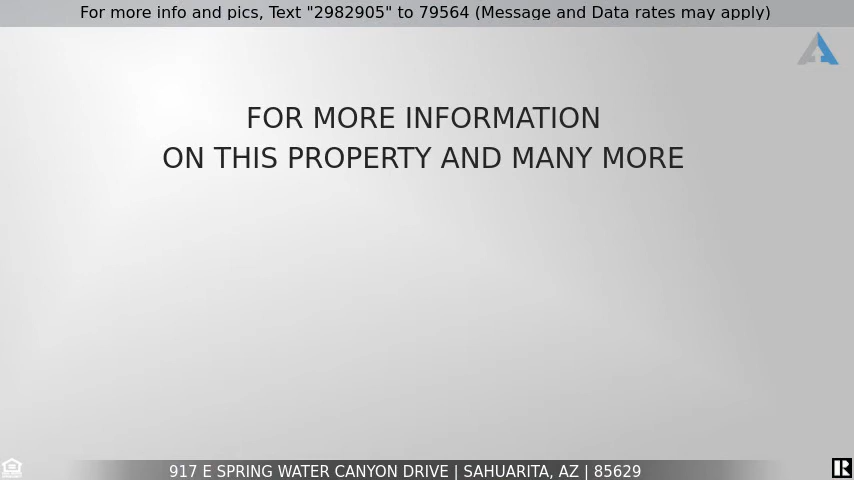 For more info and pics, Text "2982905" to 79564 (Message and Data rates may apply)
FOR MORE INFORMATION
ON THIS PROPERTY AND MANY MORE
917 E SPRING WATER CANYON DRIVE | SAHUARITA, AZ | 85629